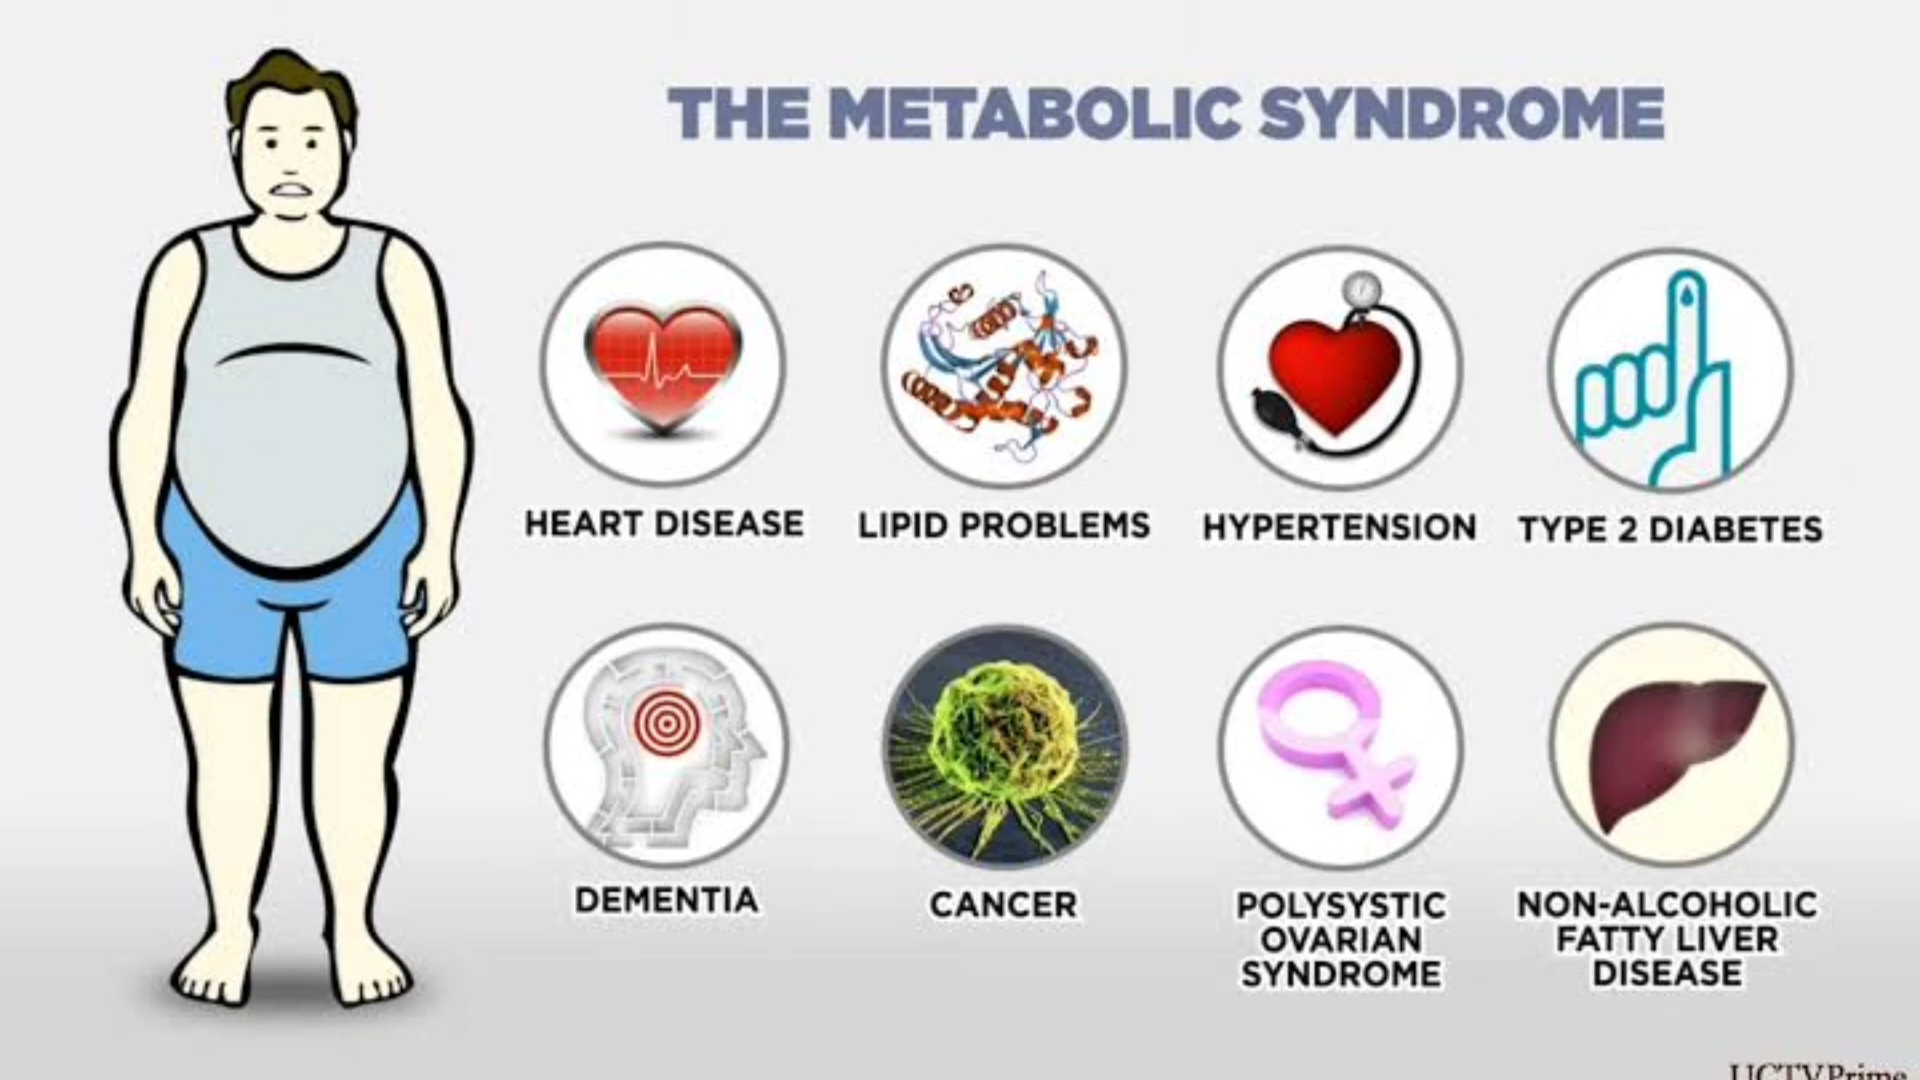 THE METABOLIC SYNDROME
HEART DISEASE
LIPID PROBLEMS
HYPERTENSION
TYPE 2 DIABETES
DEMENTIA
CANCER
POLYSYSTIC
OVARIAN
SYNDROME
NON-ALCOHOLIC
FATTY LIVER
DISEASE
UCTVPrime